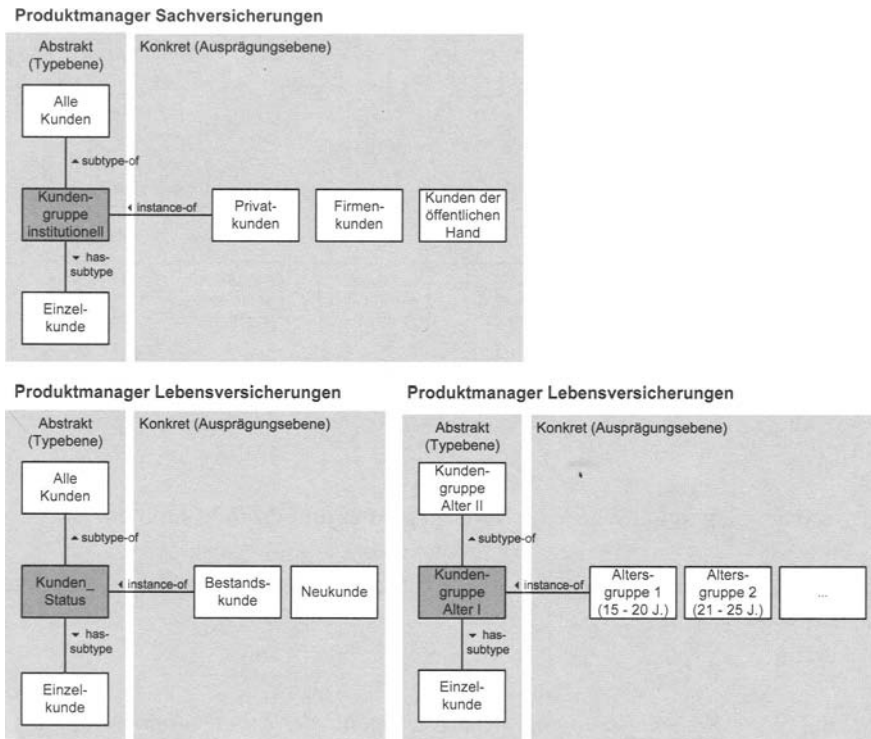 Produktmanager Sachversicherungen
Abstrakt
(Typebene)
Konkret (Ausprägungsebene)
Alle
Kunden
subtype-of
Kunden-
gruppe
institutionell
instance-of
Privat-
kunden
Firmen-
kunden
Kunden der
öffentlichen
Hand
has-
subtype
Einzel-
kunde
Produktmanager Lebensversicherungen
Abstrakt
(Typebene)
Konkret (Ausprägungsebene)
Alle
Kunden
subtype-of
Kunden_
Status
instance-of
Bestands-
kunde
Neukunde
has-
subtype
Einzel-
kunde
Produktmanager Lebensversicherungen
Abstrakt
(Typebene)
Konkret (Ausprägungsebene)
Kunden-
gruppe
Alter II
subtype-of
Kunden-
gruppe
Alter I
instance-of
Alters-
gruppe 1
(15 - 20 J.)
Alters-
gruppe 2
(21 - 25 J.)
...
has-
subtype
Einzel-
kunde